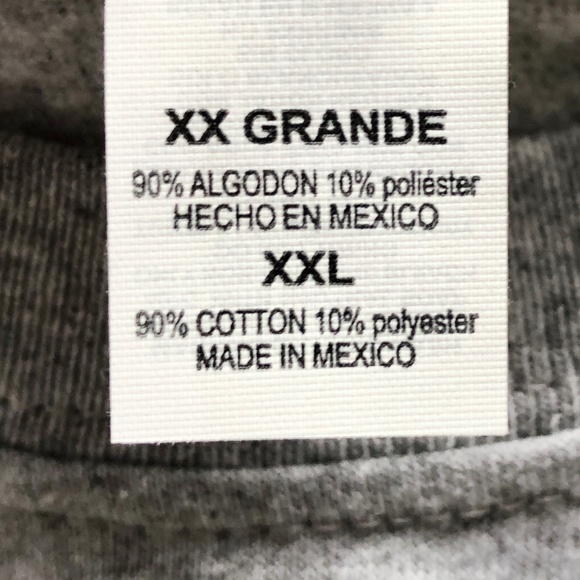 XX GRANDE
90% ALGODON 10% poliéster
HECHO EN MEXICO
XXL
90% COTTON 10% polyester
MADE IN MEXICO